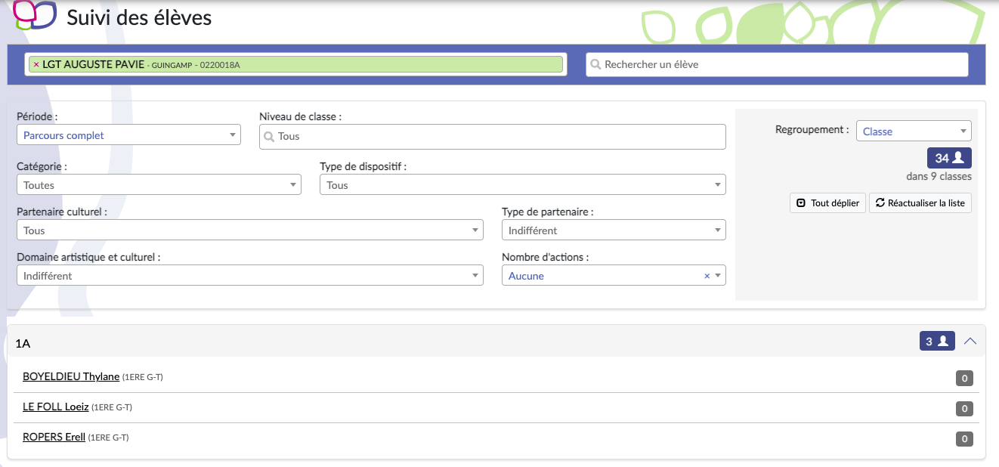 Suivi des élèves
× LGT AUGUSTE PAVIE - GUINGAMP - 0220018A
Rechercher un élève
Période :
Parcours complet
Niveau de classe :
Tous
Regroupement :
Classe
34
dans 9 classes
Tout déplier
Réactualiser la liste
Catégorie :
Toutes
Type de dispositif :
Tous
Partenaire culturel :
Tous
Type de partenaire :
Indifférent
Domaine artistique et culturel :
Indifférent
Nombre d'actions :
Aucune ×
1A
3
BOYELDIEU Thylane (1ERE G-T)
0
LE FOLL Loeiz (1ERE G-T)
0
ROPERS Erell (1ERE G-T)
0